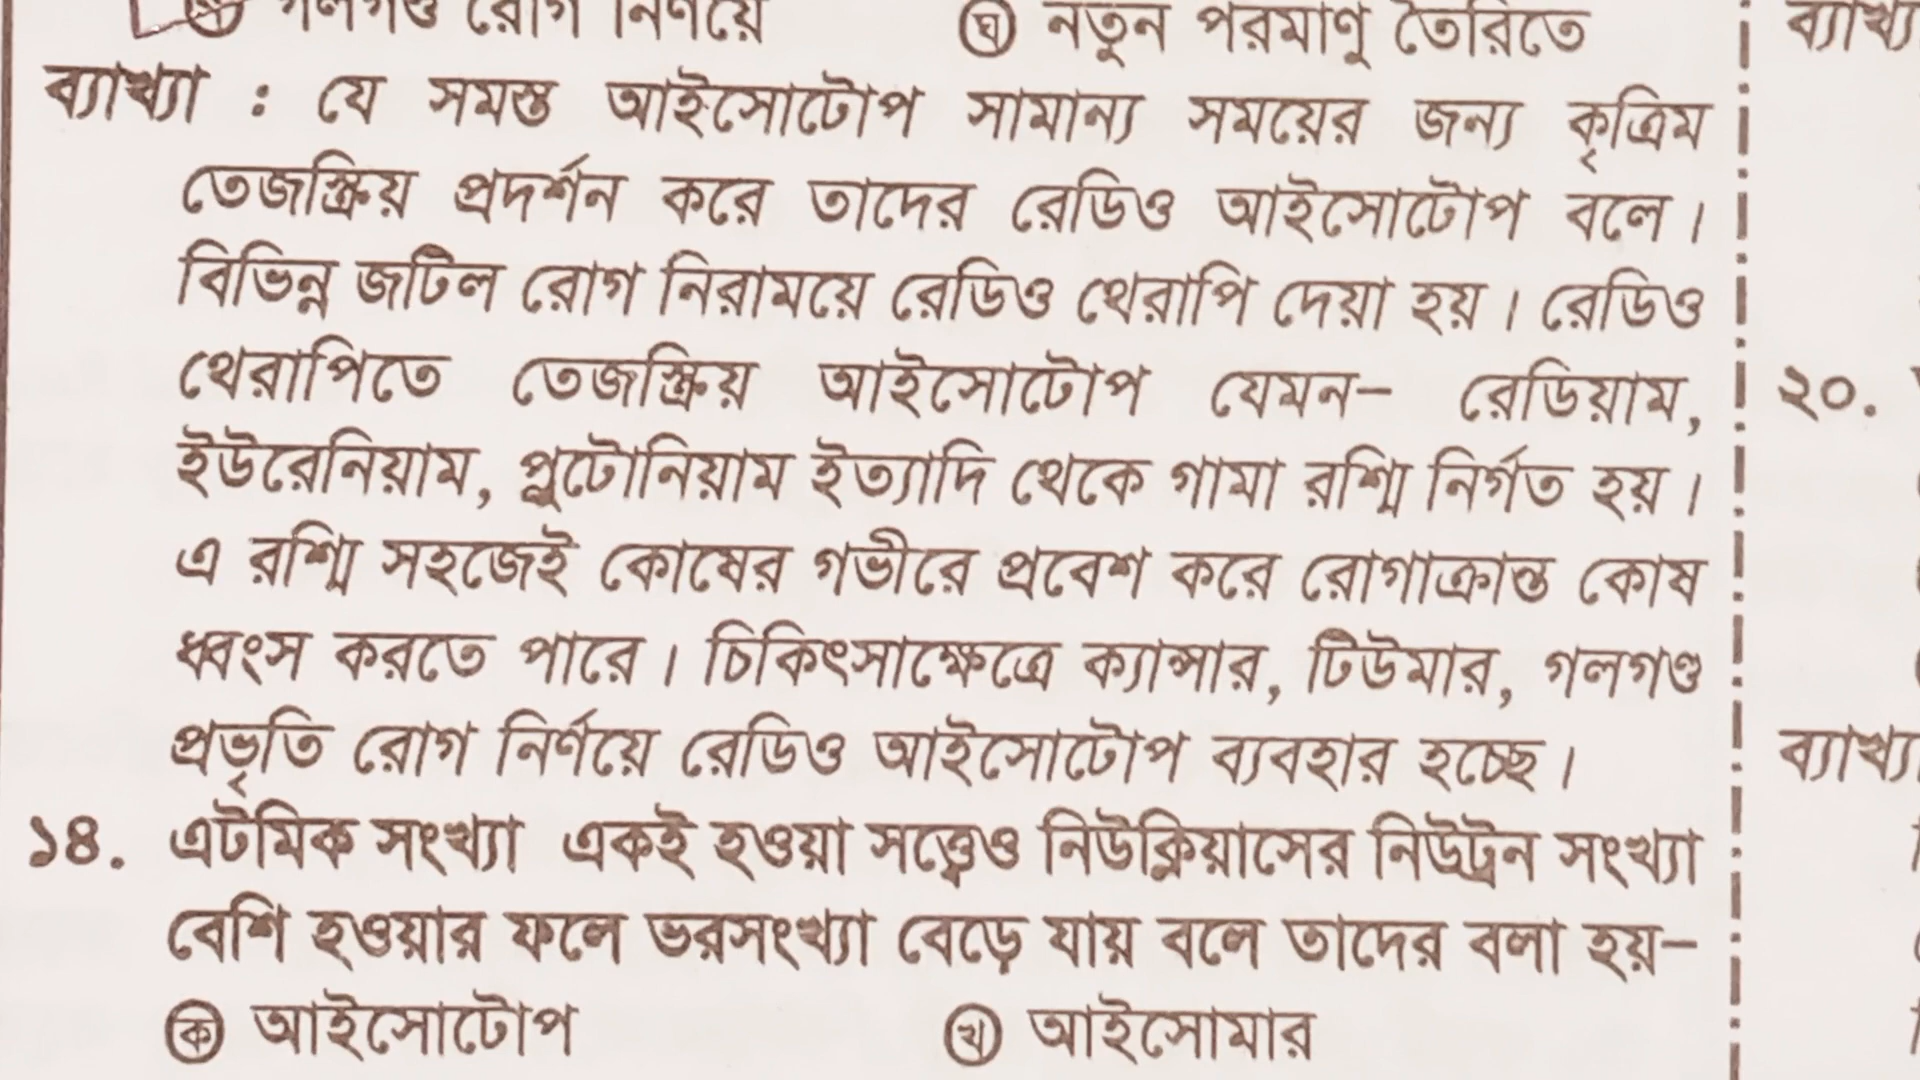 গলগণ্ড রোগ নির্ণয়ে ঘ নতুন পরমাণু তৈরিতে
ব্যাখ্যা : যে সমস্ত আইসোটোপ সামান্য সময়ের জন্য কৃত্রিম
তেজস্ক্রিয় প্রদর্শন করে তাদের রেডিও আইসোটোপ বলে।
বিভিন্ন জটিল রোগ নিরাময়ে রেডিও থেরাপি দেয়া হয়। রেডিও
থেরাপিতে তেজস্ক্রিয় আইসোটোপ যেমন– রেডিয়াম,
ইউরেনিয়াম, প্লুটোনিয়াম ইত্যাদি থেকে গামা রশ্মি নির্গত হয়।
এ রশ্মি সহজেই কোষের গভীরে প্রবেশ করে রোগাক্রান্ত কোষ
ধ্বংস করতে পারে। চিকিৎসাক্ষেত্রে ক্যান্সার, টিউমার, গলগণ্ড
প্রভৃতি রোগ নির্ণয়ে রেডিও আইসোটোপ ব্যবহার হচ্ছে।
১৪. এটমিক সংখ্যা একই হওয়া সত্ত্বেও নিউক্লিয়াসের নিউট্রন সংখ্যা
বেশি হওয়ার ফলে ভরসংখ্যা বেড়ে যায় বলে তাদের বলা হয়–
ক আইসোটোপ খ আইসোমার
২০.